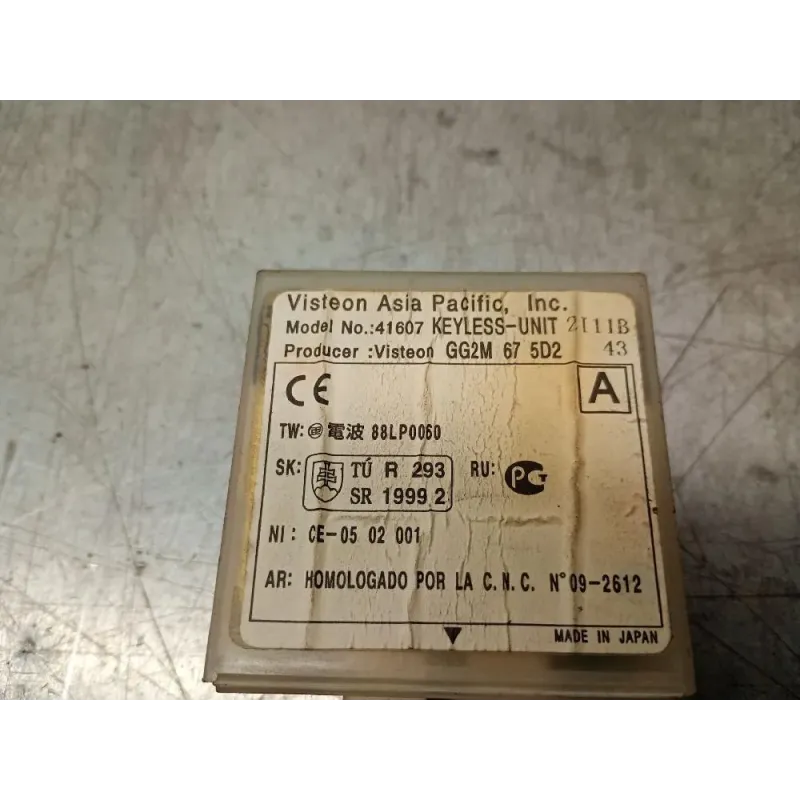 Visteon Asia Pacific, Inc.
Model No.:41607 KEYLESS-UNIT 2I11B
Producer :Visteon GG2M 67 5D2 43
CE A
TW: 電波 88LP0060
SK: TÚ R 293 RU: PG
SR 1999 2
NI: CE-05 02 001
AR: HOMOLOGADO POR LA C.N.C. N°09-2612
MADE IN JAPAN